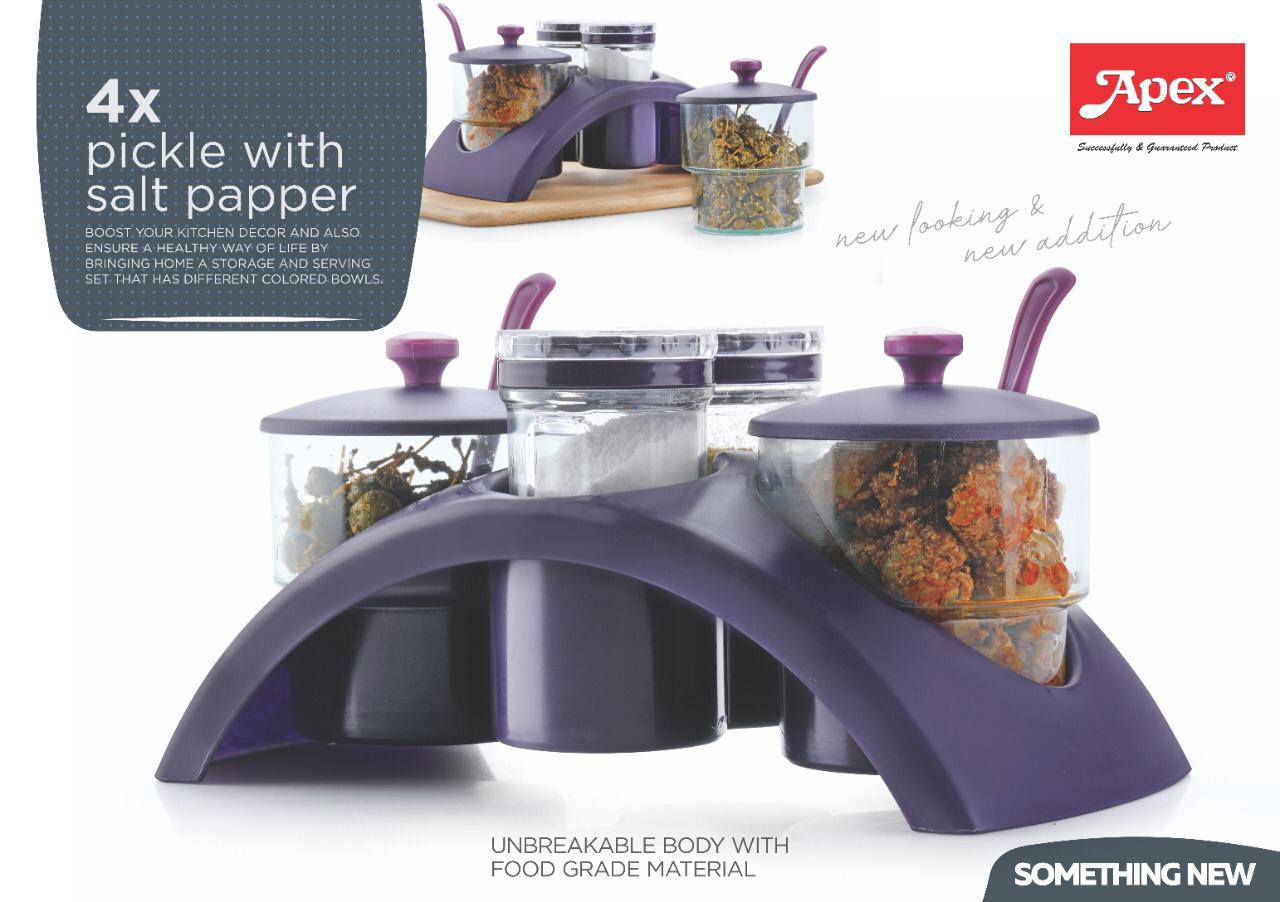 4x
pickle with
salt papper
BOOST YOUR KITCHEN DECOR AND ALSO
ENSURE A HEALTHY WAY OF LIFE BY
BRINGING HOME A STORAGE AND SERVING
SET THAT HAS DIFFERENT COLORED BOWLS.
Apex®
Successfully & Guaranteed Product
new looking &
new addition
UNBREAKABLE BODY WITH
FOOD GRADE MATERIAL
SOMETHING NEW